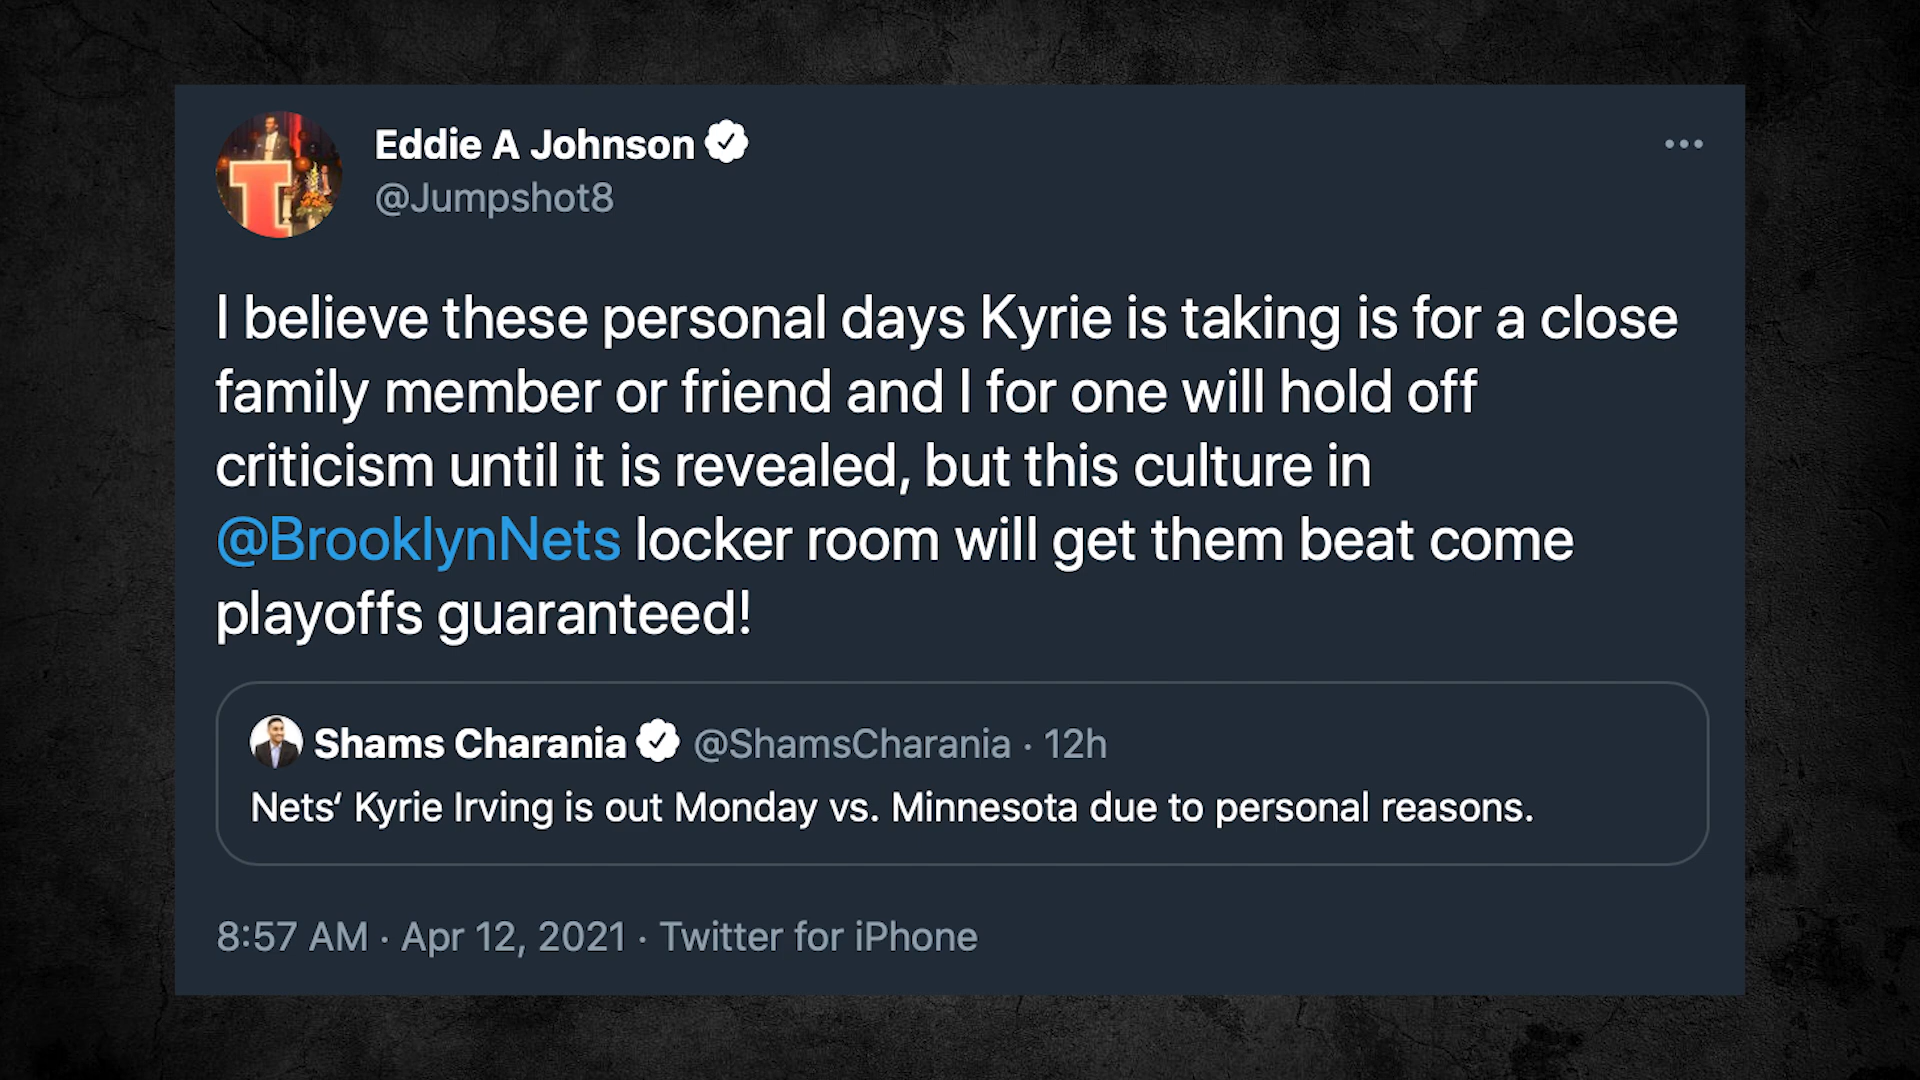 Eddie A Johnson
@Jumpshot8
I believe these personal days Kyrie is taking is for a close
family member or friend and I for one will hold off
criticism until it is revealed, but this culture in
@BrooklynNets locker room will get them beat come
playoffs guaranteed!
Shams Charania @ShamsCharania · 12h
Nets‘ Kyrie Irving is out Monday vs. Minnesota due to personal reasons.
8:57 AM · Apr 12, 2021 · Twitter for iPhone